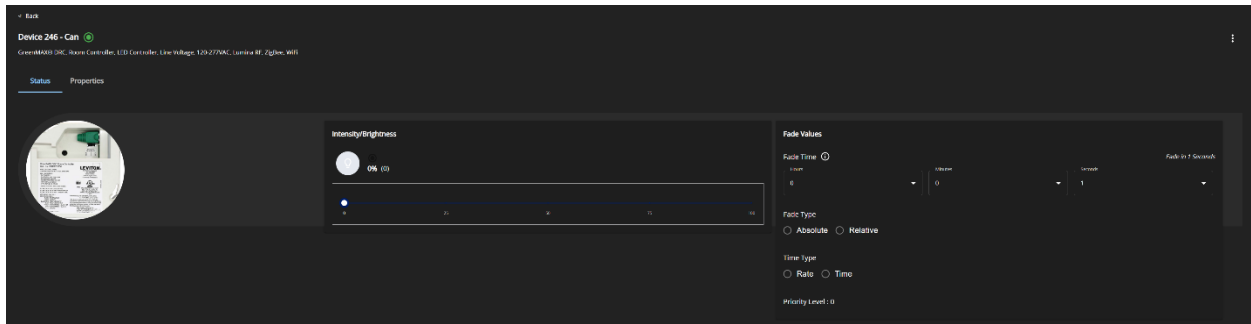 Back
Device 246 - Can
GreenMAX® DRC, Room Controller, LED Controller, Line Voltage, 120-277VAC, Lumina RF, ZigBee, WiFi
Status Properties
LEVITON
Intensity/Brightness
0% (0)
0 25 50 75 100
Fade Values
Fade Time
Fade in 1 Seconds
Hours Minutes Seconds
0 0 1
Fade Type
Absolute Relative
Time Type
Rate Time
Priority Level : 0